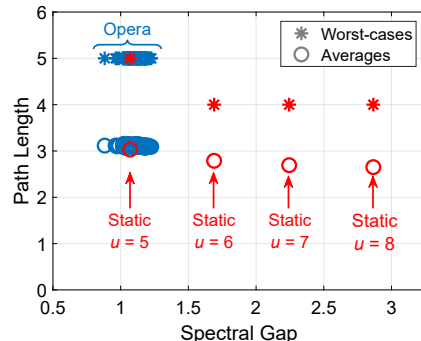 Opera
Worst-cases
Averages
6
5
4
3
2
1
0
Path Length
Static
u = 5
Static
u = 6
Static
u = 7
Static
u = 8
0.5
1
1.5
2
2.5
3
Spectral Gap